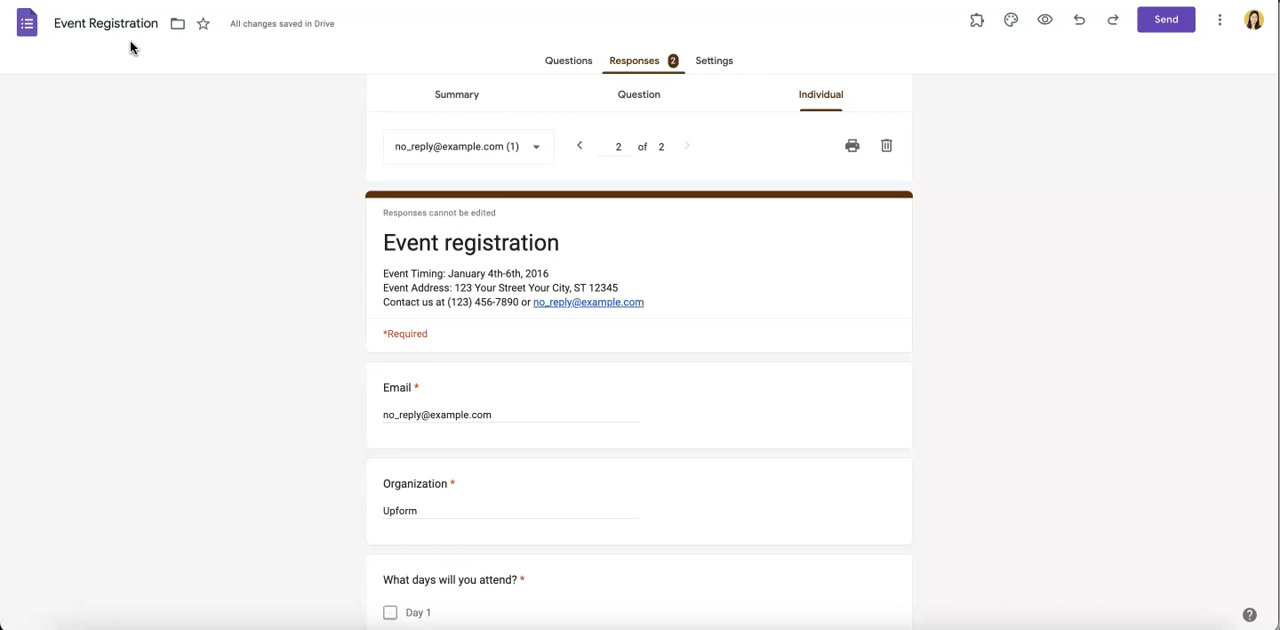 Event Registration
All changes saved in Drive
Send
Questions
Responses 2
Settings
Summary
Question
Individual
no_reply@example.com (1)
2 of 2
Responses cannot be edited
Event registration
Event Timing: January 4th-6th, 2016
Event Address: 123 Your Street Your City, ST 12345
Contact us at (123) 456-7890 or no_reply@example.com
*Required
Email *
no_reply@example.com
Organization *
Upform
What days will you attend? *
Day 1